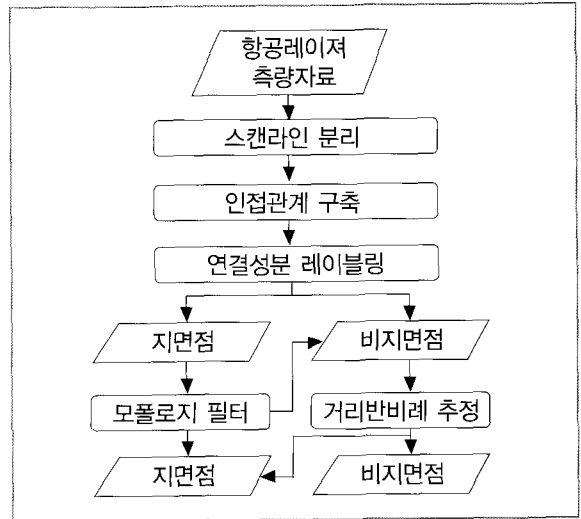 항공레이져
측량자료
스캔라인 분리
인접관계 구축
연결성분 레이블링
지면점
비지면점
모폴로지 필터
거리반비례 추정
지면점
비지면점